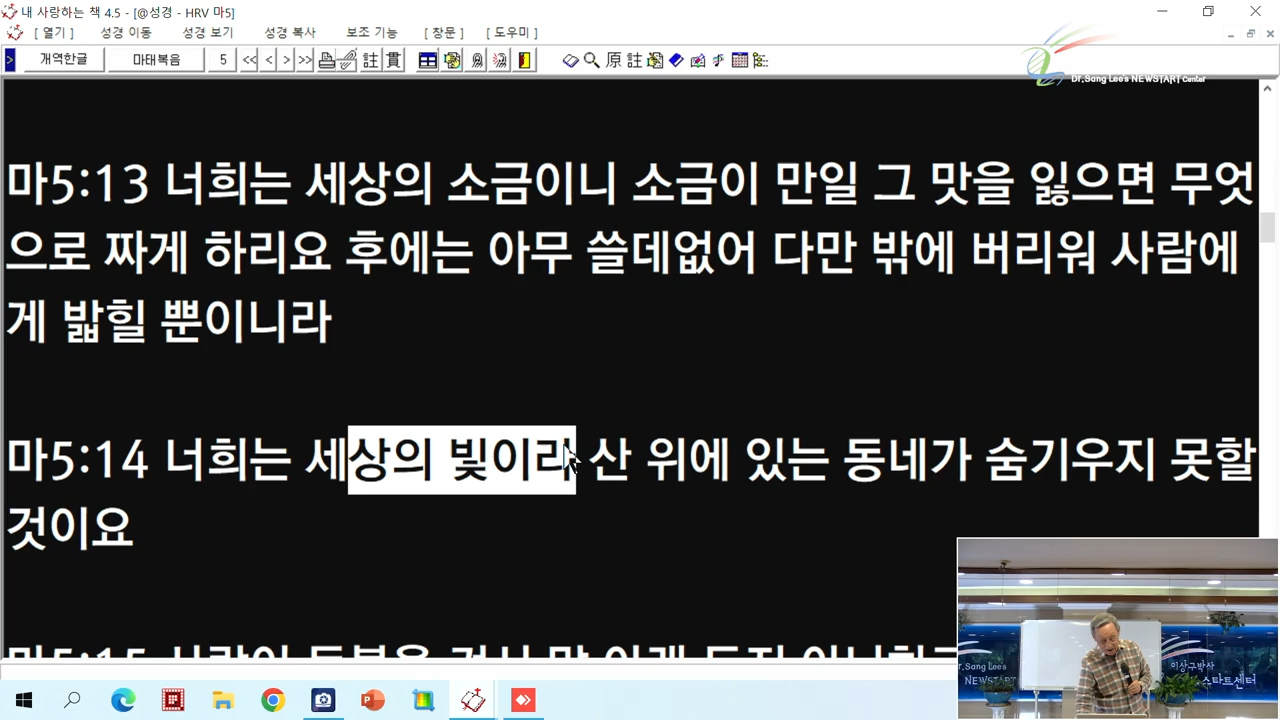 내 사랑하는 책 4.5 - [@성경 - HRV 마5]
[ 열기 ] 성경 이동 성경 보기 성경 복사 보조 기능 [ 창문 ] [ 도우미 ]
> 개역한글 마태복음 5 << < > >> 註 貫 原 註
Dr.Sang Lee's NEWSTART Center
마5:13 너희는 세상의 소금이니 소금이 만일 그 맛을 잃으면 무엇
으로 짜게 하리요 후에는 아무 쓸데없어 다만 밖에 버리워 사람에
게 밟힐 뿐이니라
마5:14 너희는 세상의 빛이라 산 위에 있는 동네가 숨기우지 못할
것이요
Dr.Sang Lee's
NEWSTART
이상구박사
스타트센터